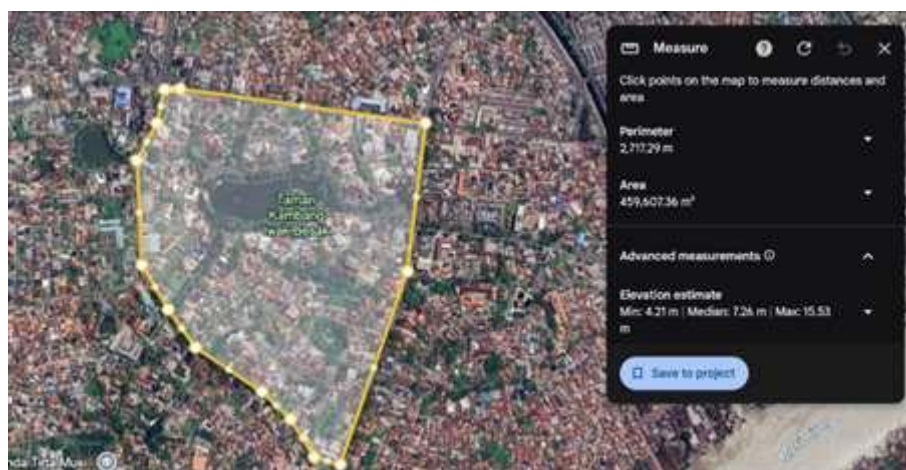 Measure
Click points on the map to measure distances and
area
Perimeter
2,717.29 m
Area
459,607.36 m²
Advanced measurements
Elevation estimate
Min: 4.21 m | Median: 7.26 m | Max: 15.53
m
Save to project
Taman
Kambang
Iwak Besak